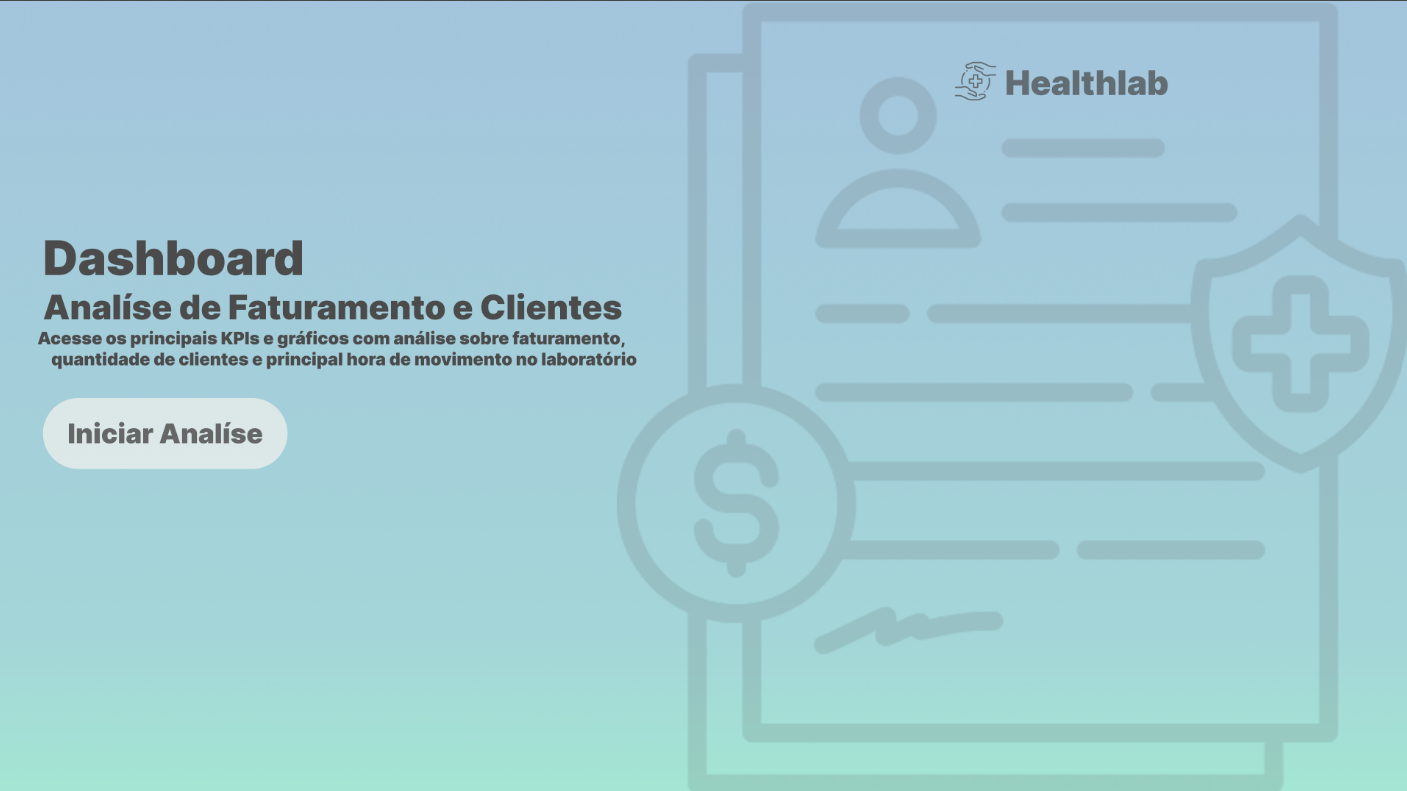 Healthlab
Dashboard
Analíse de Faturamento e Clientes
Acesse os principais KPIs e gráficos com análise sobre faturamento,
quantidade de clientes e principal hora de movimento no laboratório
Iniciar Analíse